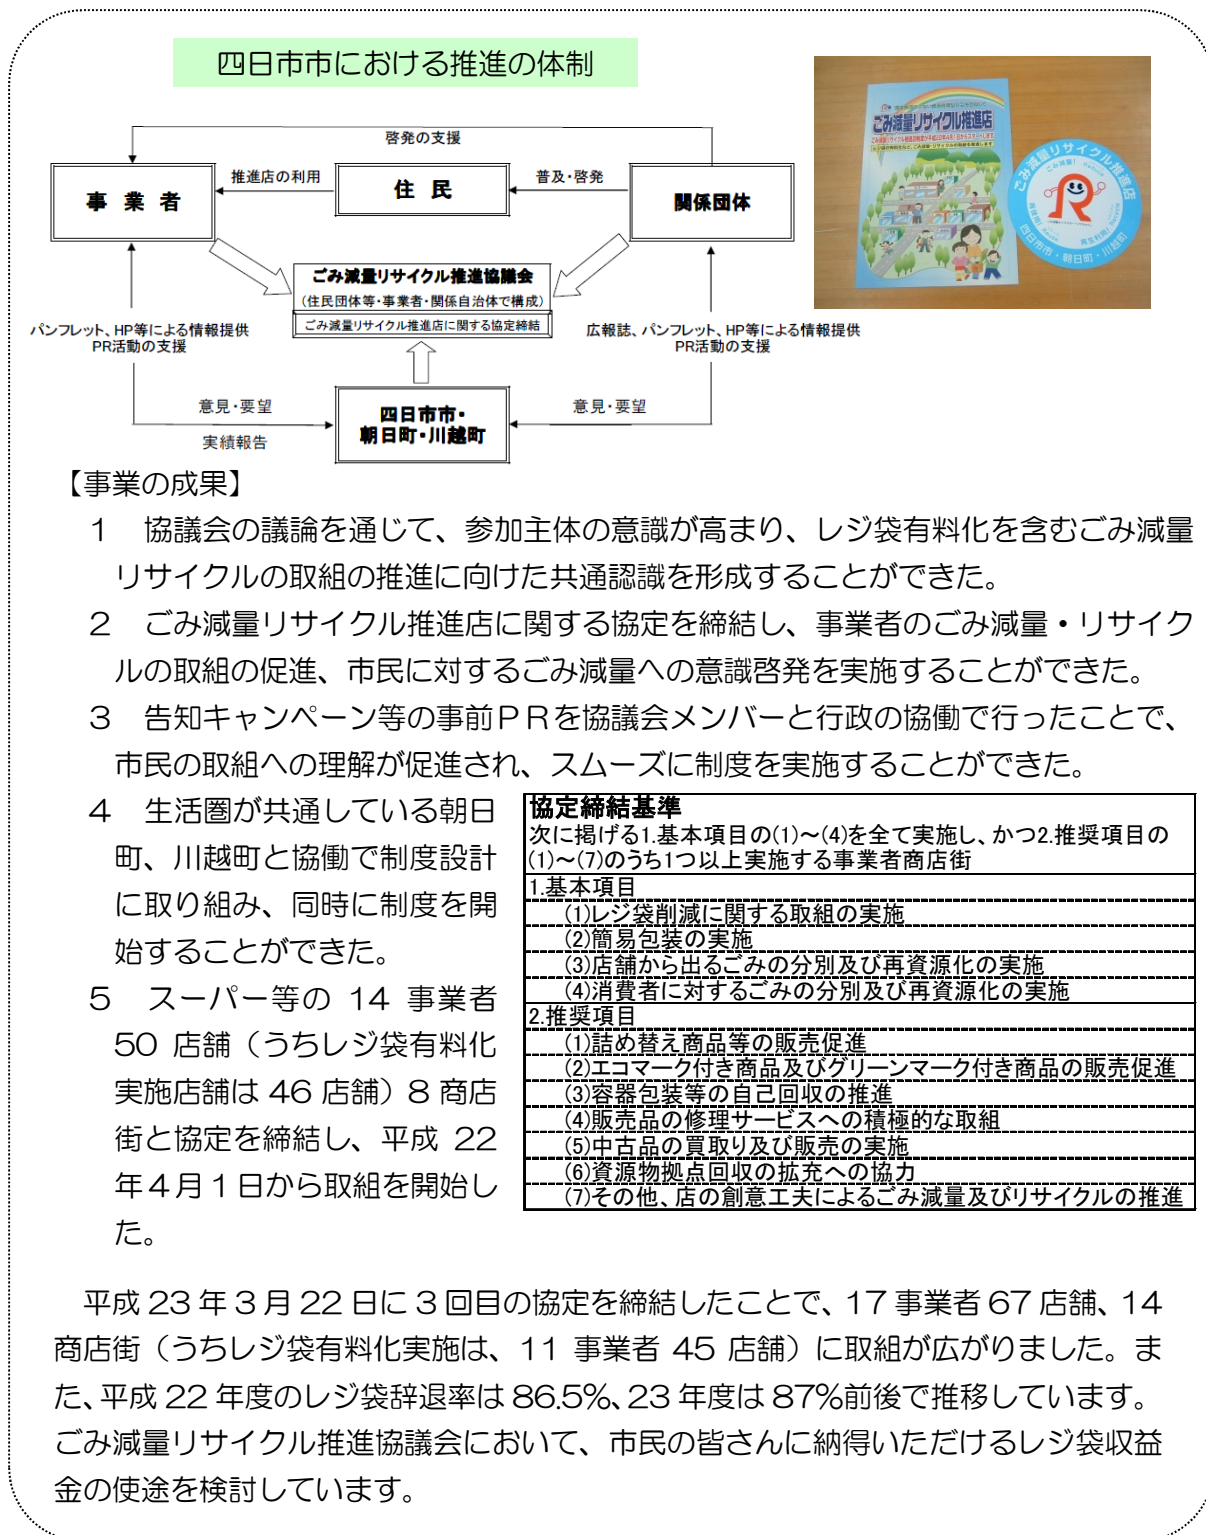 四日市市における推進の体制
啓発の支援
事 業 者
推進店の利用
住 民
普及・啓発
関係団体
ごみ減量リサイクル推進協議会
(住民団体等・事業者・関係自治体で構成)
ごみ減量リサイクル推進店に関する協定締結
パンフレット、HP等による情報提供
PR活動の支援
広報誌、パンフレット、HP等による情報提供
PR活動の支援
意見・要望
実績報告
四日市市・
朝日町・川越町
意見・要望
ごみ減量リサイクル推進店
ごみ減量リサイクル推進店
ごみ減量!
R
再使用!
再生利用!
四日市市・朝日町・川越町
【事業の成果】
1 協議会の議論を通じて、参加主体の意識が高まり、レジ袋有料化を含むごみ減量
リサイクルの取組の推進に向けた共通認識を形成することができた。
2 ごみ減量リサイクル推進店に関する協定を締結し、事業者のごみ減量・リサイク
ルの取組の促進、市民に対するごみ減量への意識啓発を実施することができた。
3 告知キャンペーン等の事前PRを協議会メンバーと行政の協働で行ったことで、
市民の取組への理解が促進され、スムーズに制度を実施することができた。
4 生活圏が共通している朝日
町、川越町と協働で制度設計
に取り組み、同時に制度を開
始することができた。
5 スーパー等の 14 事業者
50 店舗(うちレジ袋有料化
実施店舗は 46 店舗)8 商店
街と協定を締結し、平成 22
年4月1日から取組を開始し
た。
協定締結基準
次に掲げる1.基本項目の(1)~(4)を全て実施し、かつ2.推奨項目の
(1)~(7)のうち1つ以上実施する事業者商店街
1.基本項目
(1)レジ袋削減に関する取組の実施
(2)簡易包装の実施
(3)店舗から出るごみの分別及び再資源化の実施
(4)消費者に対するごみの分別及び再資源化の実施
2.推奨項目
(1)詰め替え商品等の販売促進
(2)エコマーク付き商品及びグリーンマーク付き商品の販売促進
(3)容器包装等の自己回収の推進
(4)販売品の修理サービスへの積極的な取組
(5)中古品の買取り及び販売の実施
(6)資源物拠点回収の拡充への協力
(7)その他、店の創意工夫によるごみ減量及びリサイクルの推進
平成 23 年 3 月 22 日に 3 回目の協定を締結したことで、17 事業者 67 店舗、14
商店街(うちレジ袋有料化実施は、11 事業者 45 店舗)に取組が広がりました。ま
た、平成 22 年度のレジ袋辞退率は 86.5%、23 年度は 87%前後で推移しています。
ごみ減量リサイクル推進協議会において、市民の皆さんに納得いただけるレジ袋収益
金の使途を検討しています。